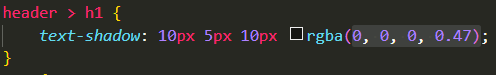 header > h1 {
    text-shadow: 10px 5px 10px rgba(0, 0, 0, 0.47);
}